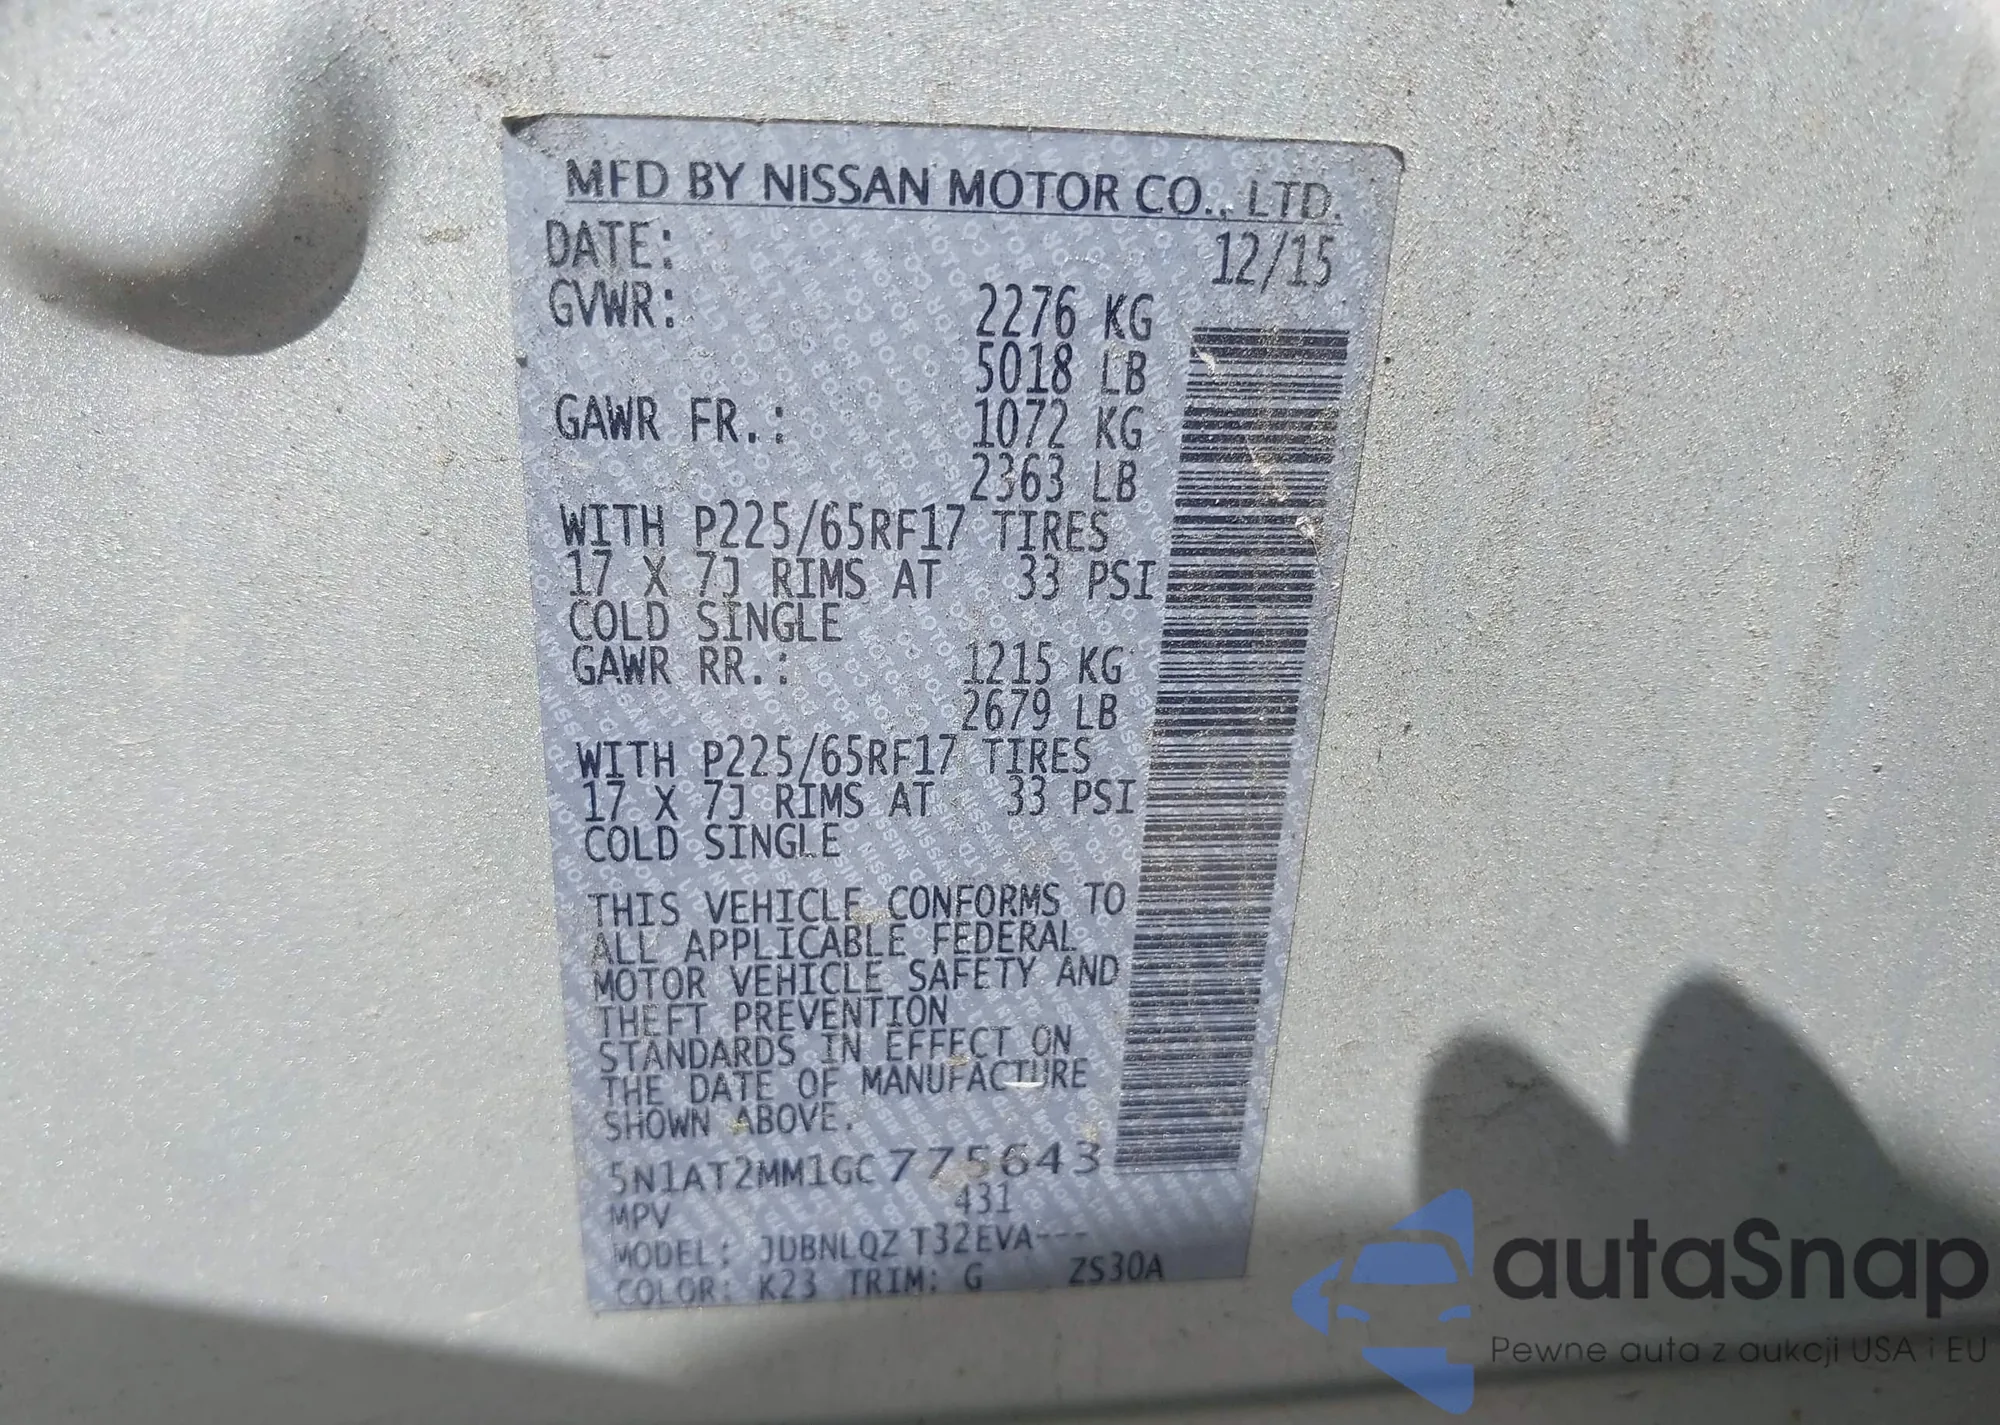 MFD BY NISSAN MOTOR CO., LTD.
DATE: 12/15
GVWR: 2276 KG
5018 LB
GAWR FR.: 1072 KG
2363 LB
WITH P225/65RF17 TIRES
17 X 7J RIMS AT 33 PSI
COLD SINGLE
GAWR RR.: 1215 KG
2679 LB
WITH P225/65RF17 TIRES
17 X 7J RIMS AT 33 PSI
COLD SINGLE
THIS VEHICLE CONFORMS TO
ALL APPLICABLE FEDERAL
MOTOR VEHICLE SAFETY AND
THEFT PREVENTION
STANDARDS IN EFFECT ON
THE DATE OF MANUFACTURE
SHOWN ABOVE.
5N1AT2MM1GC775643
MPV 431
MODEL: JDBNLQZ T32EVA---
COLOR: K23 TRIM: G ZS30A
autaSnap
Pewne auta z aukcji USA i EU